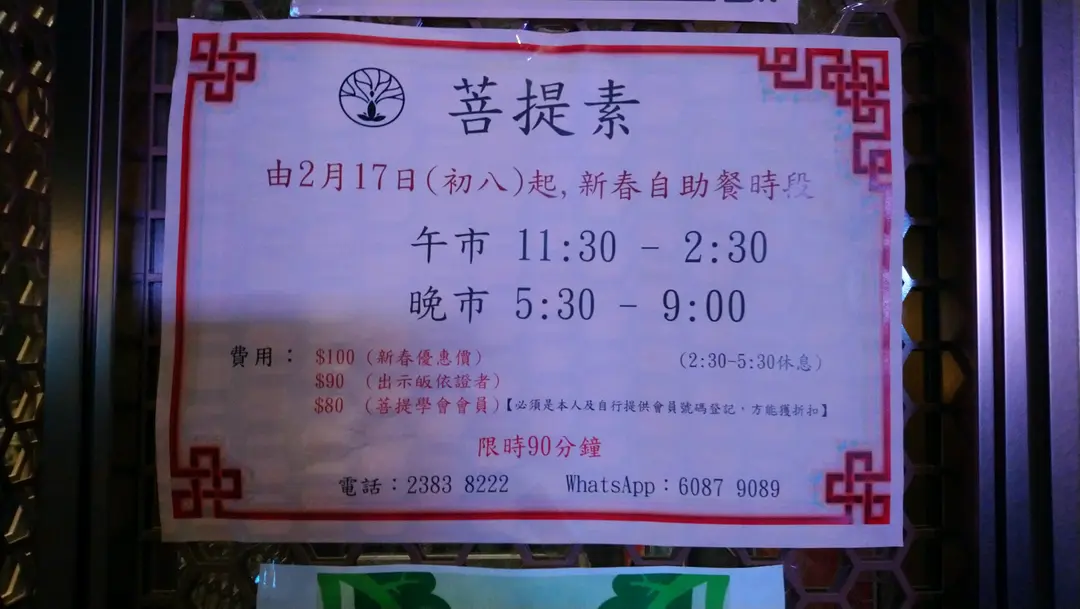 菩提素
由2月17日(初八)起,新春自助餐時段
午市 11:30 - 2:30
晚市 5:30 - 9:00
(2:30-5:30休息)
費用： $100 (新春優惠價)
$90 (出示皈依證者)
$80 (菩提學會會員)【必須是本人及自行提供會員號碼登記，方能獲折扣】
限時90分鐘
電話：2383 8222 WhatsApp：6087 9089